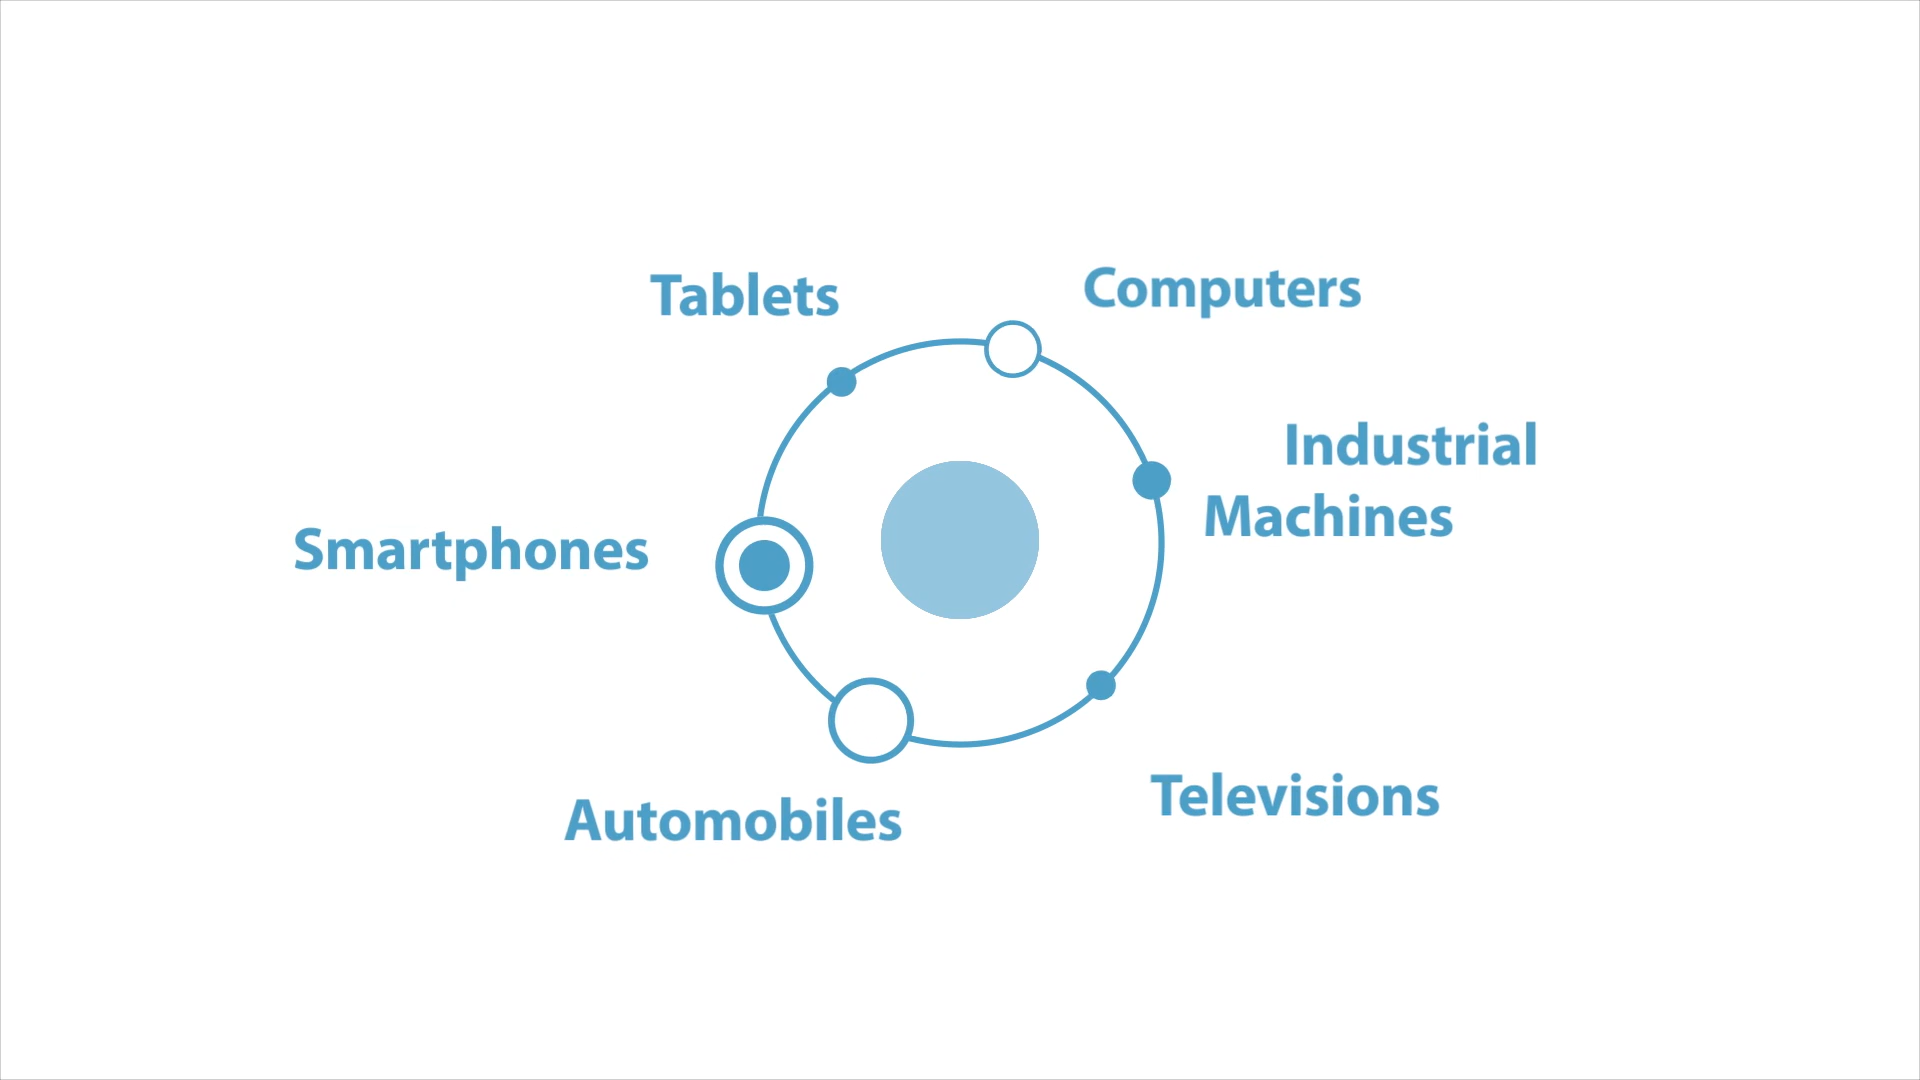 Tablets
Computers
Industrial
Machines
Smartphones
Televisions
Automobiles